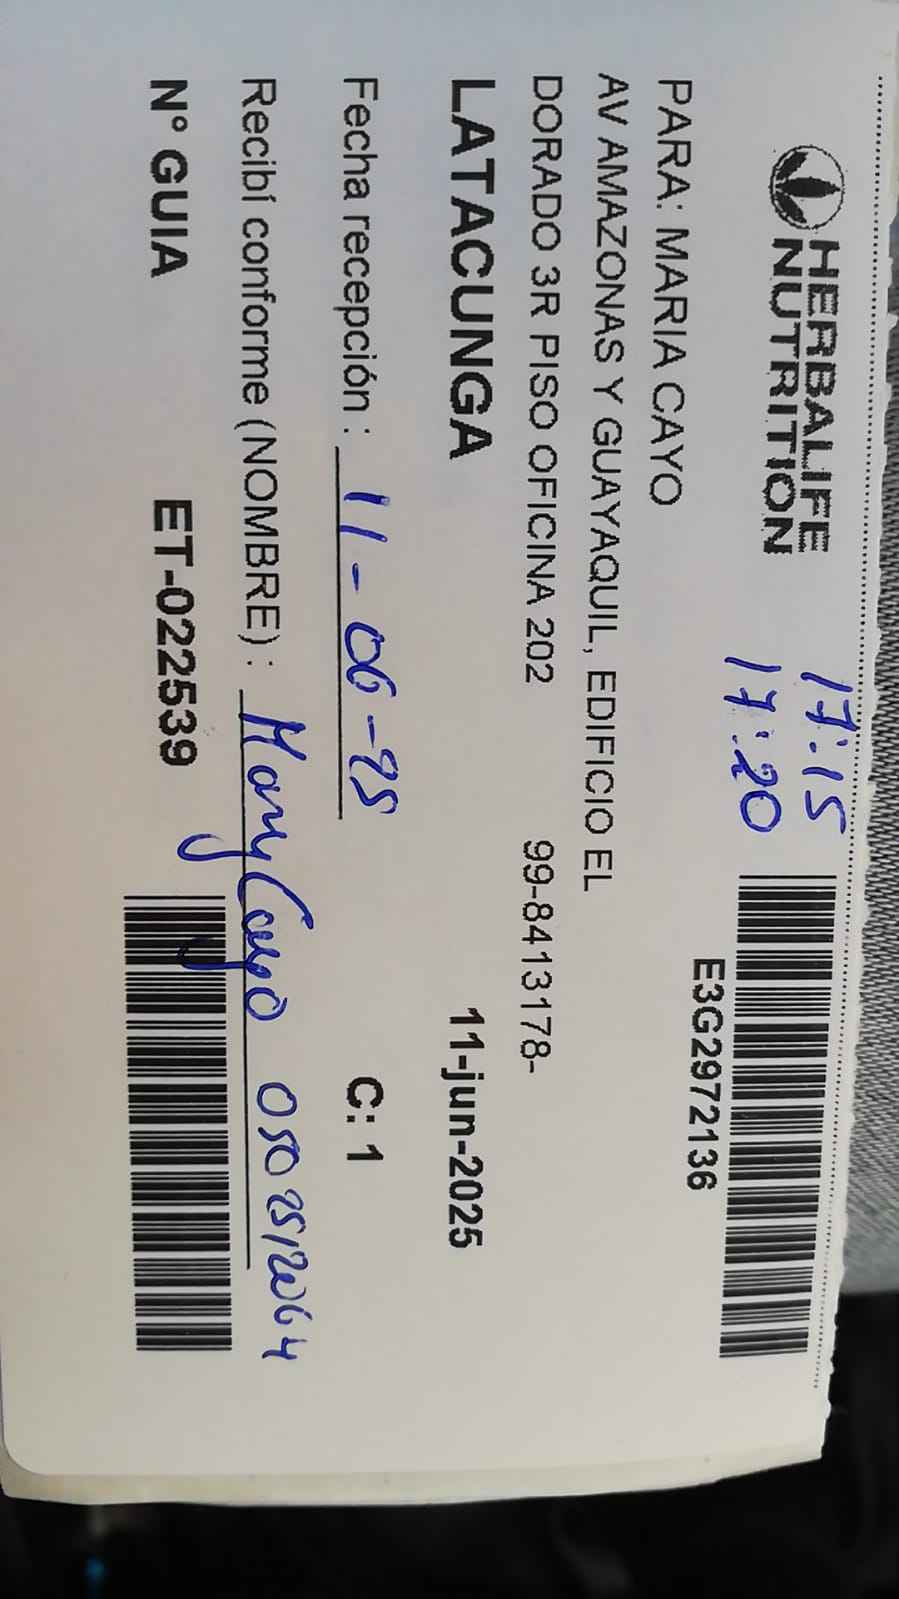 HERBALIFE
NUTRITION
17:15
17:20
E3G2972136
PARA: MARIA CAYO
AV AMAZONAS Y GUAYAQUIL, EDIFICIO EL
DORADO 3R PISO OFICINA 202 99-8413178-
LATACUNGA 11-jun-2025
Fecha recepción : 11-06-25 C: 1
Recibí conforme (NOMBRE) : Mary Cayo
N° GUIA ET-022539